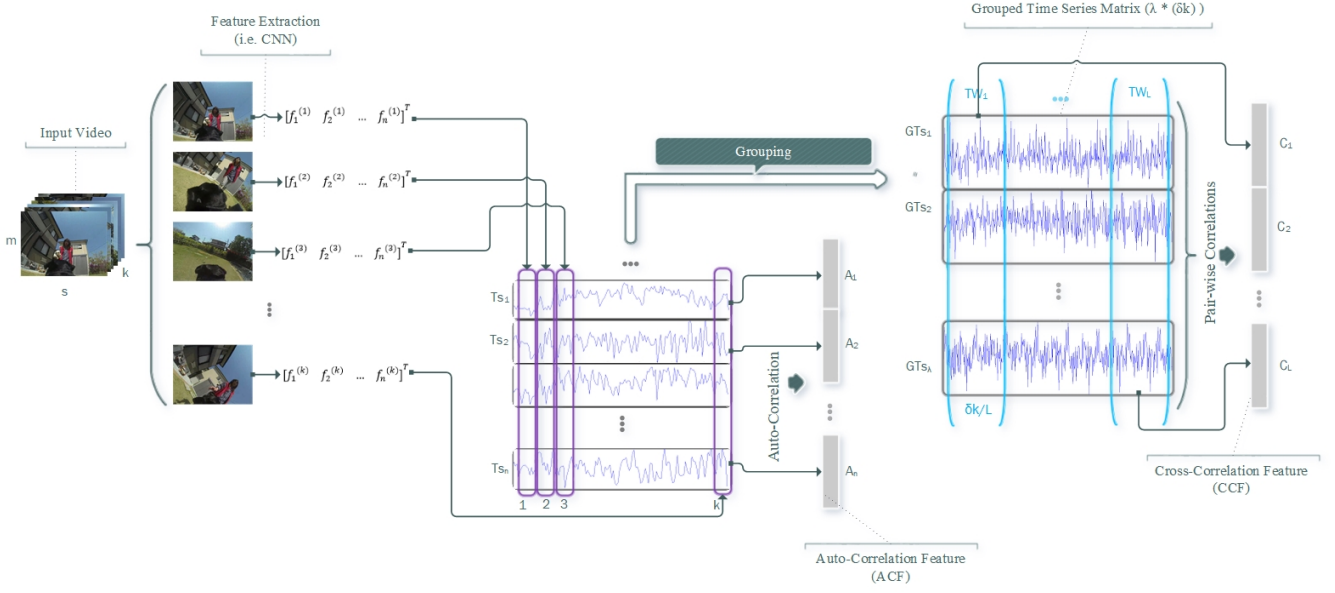 Feature Extraction
(i.e. CNN)
Input Video
m
s
k
[f₁⁽¹⁾ f₂⁽¹⁾ ... fₙ⁽¹⁾]ᵀ
[f₁⁽²⁾ f₂⁽²⁾ ... fₙ⁽²⁾]ᵀ
[f₁⁽³⁾ f₂⁽³⁾ ... fₙ⁽³⁾]ᵀ
[f₁⁽ᵏ⁾ f₂⁽ᵏ⁾ ... fₙ⁽ᵏ⁾]ᵀ
Ts₁
Ts₂
Tsₙ
1 2 3 k
Auto-Correlation
A₁
A₂
Aₙ
Auto-Correlation Feature
(ACF)
Grouping
Grouped Time Series Matrix (λ * (δk) )
TW₁
TW_L
GTs₁
GTs₂
GTs_λ
δk/L
Pair-wise Correlations
C₁
C₂
C_L
Cross-Correlation Feature
(CCF)